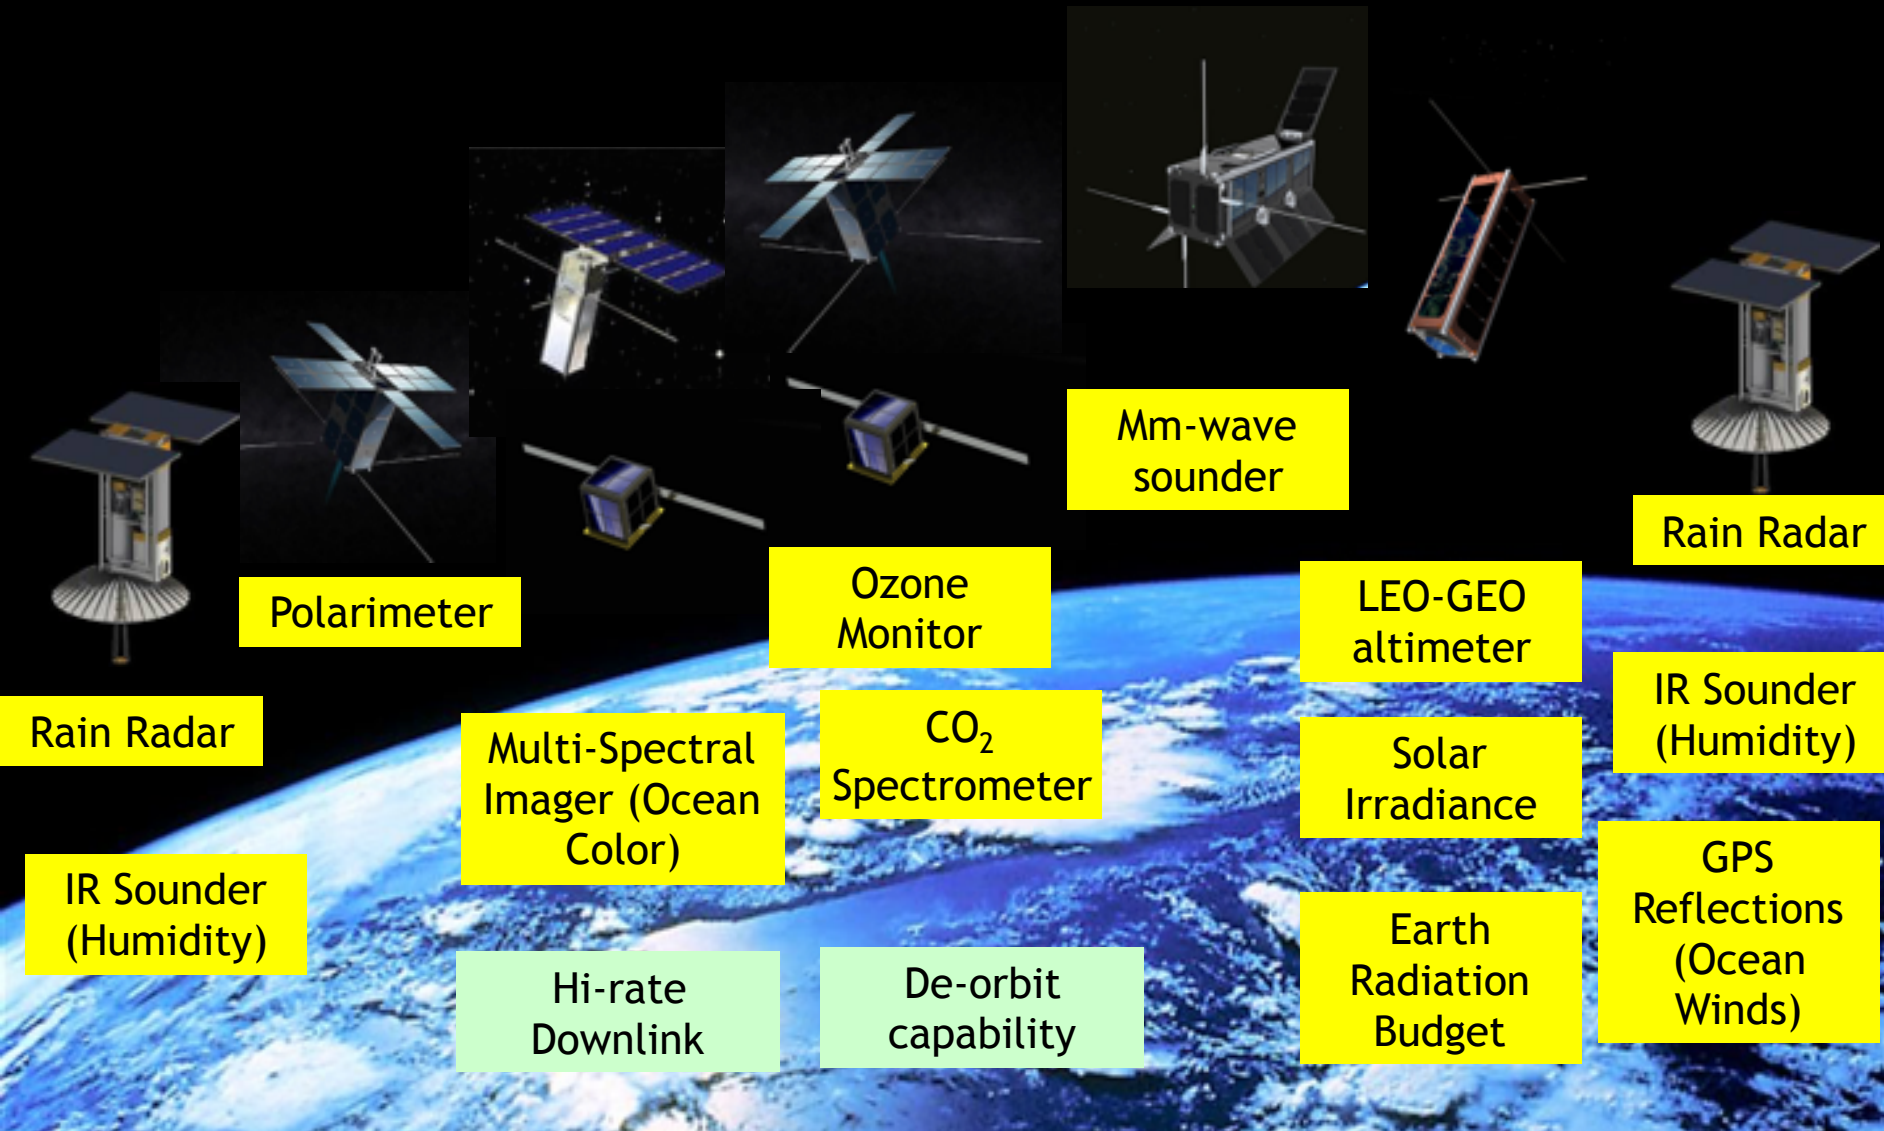 Mm-wave
sounder
Rain Radar
Polarimeter
Ozone
Monitor
LEO-GEO
altimeter
IR Sounder
(Humidity)
Rain Radar
Multi-Spectral
Imager (Ocean
Color)
CO₂
Spectrometer
Solar
Irradiance
GPS
Reflections
(Ocean
Winds)
IR Sounder
(Humidity)
Earth
Radiation
Budget
Hi-rate
Downlink
De-orbit
capability